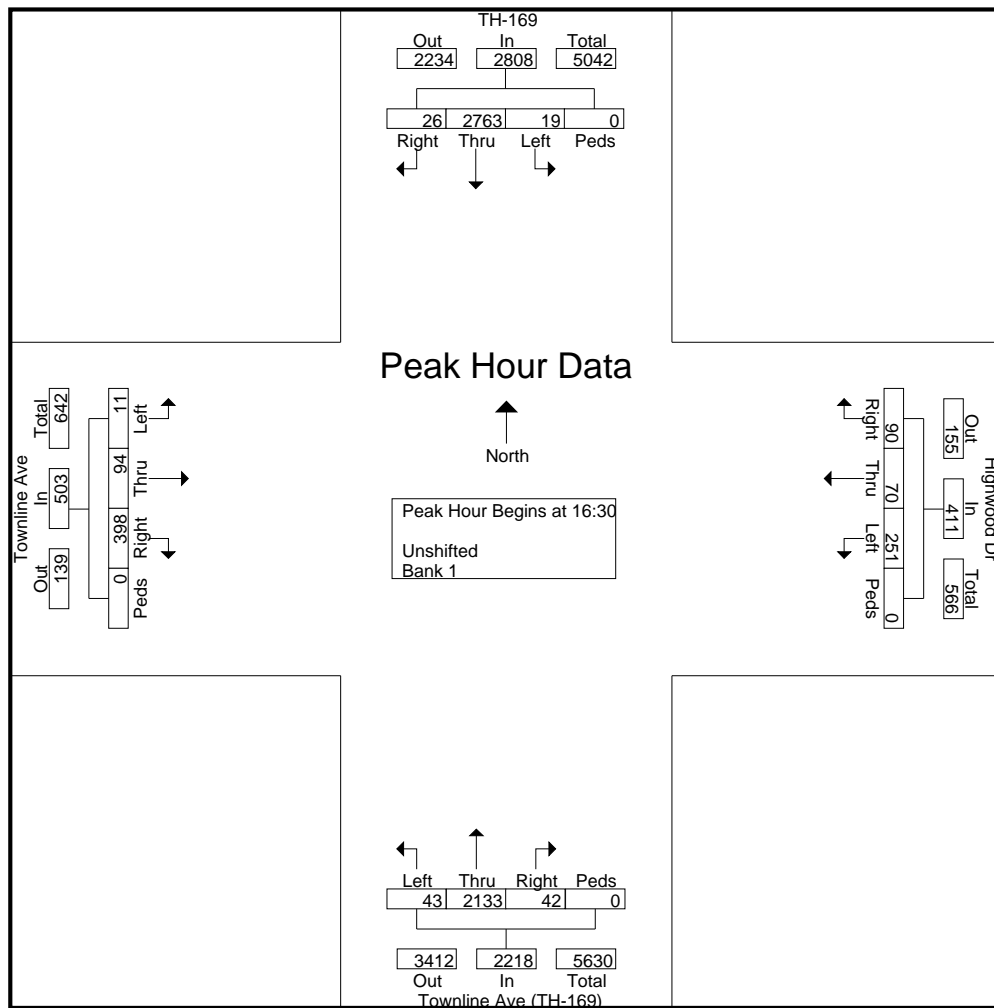 TH-169
Out In Total
2234 2808 5042
26 2763 19 0
Right Thru Left Peds
Peak Hour Data
North
Peak Hour Begins at 16:30
Unshifted
Bank 1
Townline Ave
Out In Total
139 503 642
11 94 398 0
Left Thru Right Peds
Highwood Dr
Out In Total
155 411 566
90 70 251 0
Right Thru Left Peds
Left Thru Right Peds
43 2133 42 0
3412 2218 5630
Out In Total
Townline Ave (TH-169)